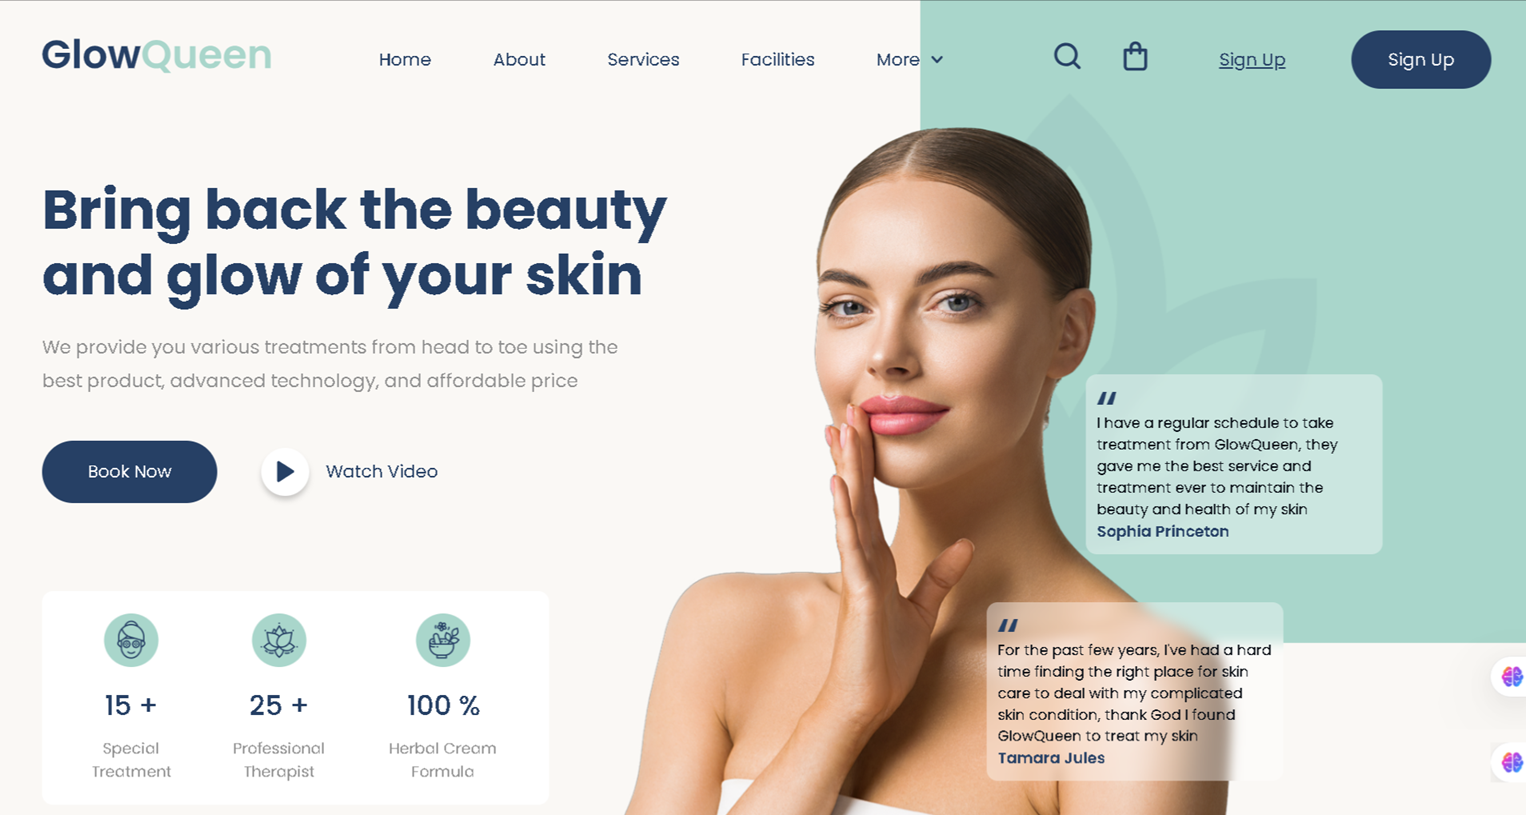 GlowQueen
Home
About
Services
Facilities
More
Sign Up
Sign Up
Bring back the beauty
and glow of your skin
We provide you various treatments from head to toe using the
best product, advanced technology, and affordable price
Book Now
Watch Video
“
I have a regular schedule to take
treatment from GlowQueen, they
gave me the best service and
treatment ever to maintain the
beauty and health of my skin
Sophia Princeton
“
For the past few years, I've had a hard
time finding the right place for skin
care to deal with my complicated
skin condition, thank God I found
GlowQueen to treat my skin
Tamara Jules
15 +
Special
Treatment
25 +
Professional
Therapist
100 %
Herbal Cream
Formula